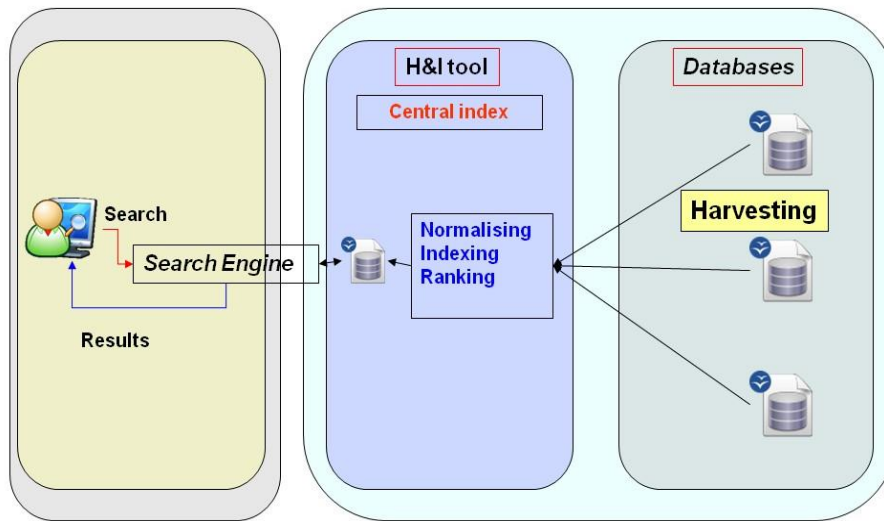 H&I tool
Databases
Central index
Search
Search Engine
Results
Normalising
Indexing
Ranking
Harvesting